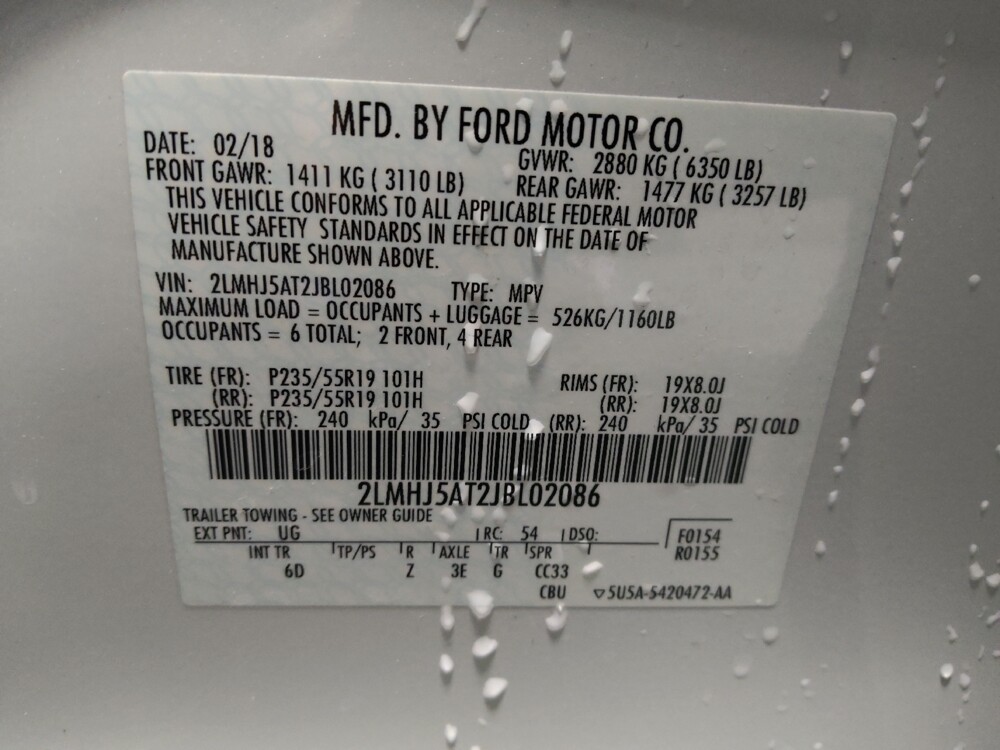 MFD. BY FORD MOTOR CO.
DATE: 02/18 GVWR: 2880 KG ( 6350 LB)
FRONT GAWR: 1411 KG ( 3110 LB) REAR GAWR: 1477 KG ( 3257 LB)
THIS VEHICLE CONFORMS TO ALL APPLICABLE FEDERAL MOTOR
VEHICLE SAFETY STANDARDS IN EFFECT ON THE DATE OF
MANUFACTURE SHOWN ABOVE.
VIN: 2LMHJ5AT2JBL02086 TYPE: MPV
MAXIMUM LOAD = OCCUPANTS + LUGGAGE = 526KG/1160LB
OCCUPANTS = 6 TOTAL; 2 FRONT, 4 REAR
TIRE (FR): P235/55R19 101H RIMS (FR): 19X8.0J
(RR): P235/55R19 101H (RR): 19X8.0J
PRESSURE (FR): 240 kPa/ 35 PSI COLD (RR): 240 kPa/ 35 PSI COLD
2LMHJ5AT2JBL02086
TRAILER TOWING - SEE OWNER GUIDE
EXT PNT: UG RC: 54 DSO: F0154
INT TR TP/PS R AXLE TR SPR R0155
6D Z 3E G CC33
CBU ▽5U5A-5420472-AA